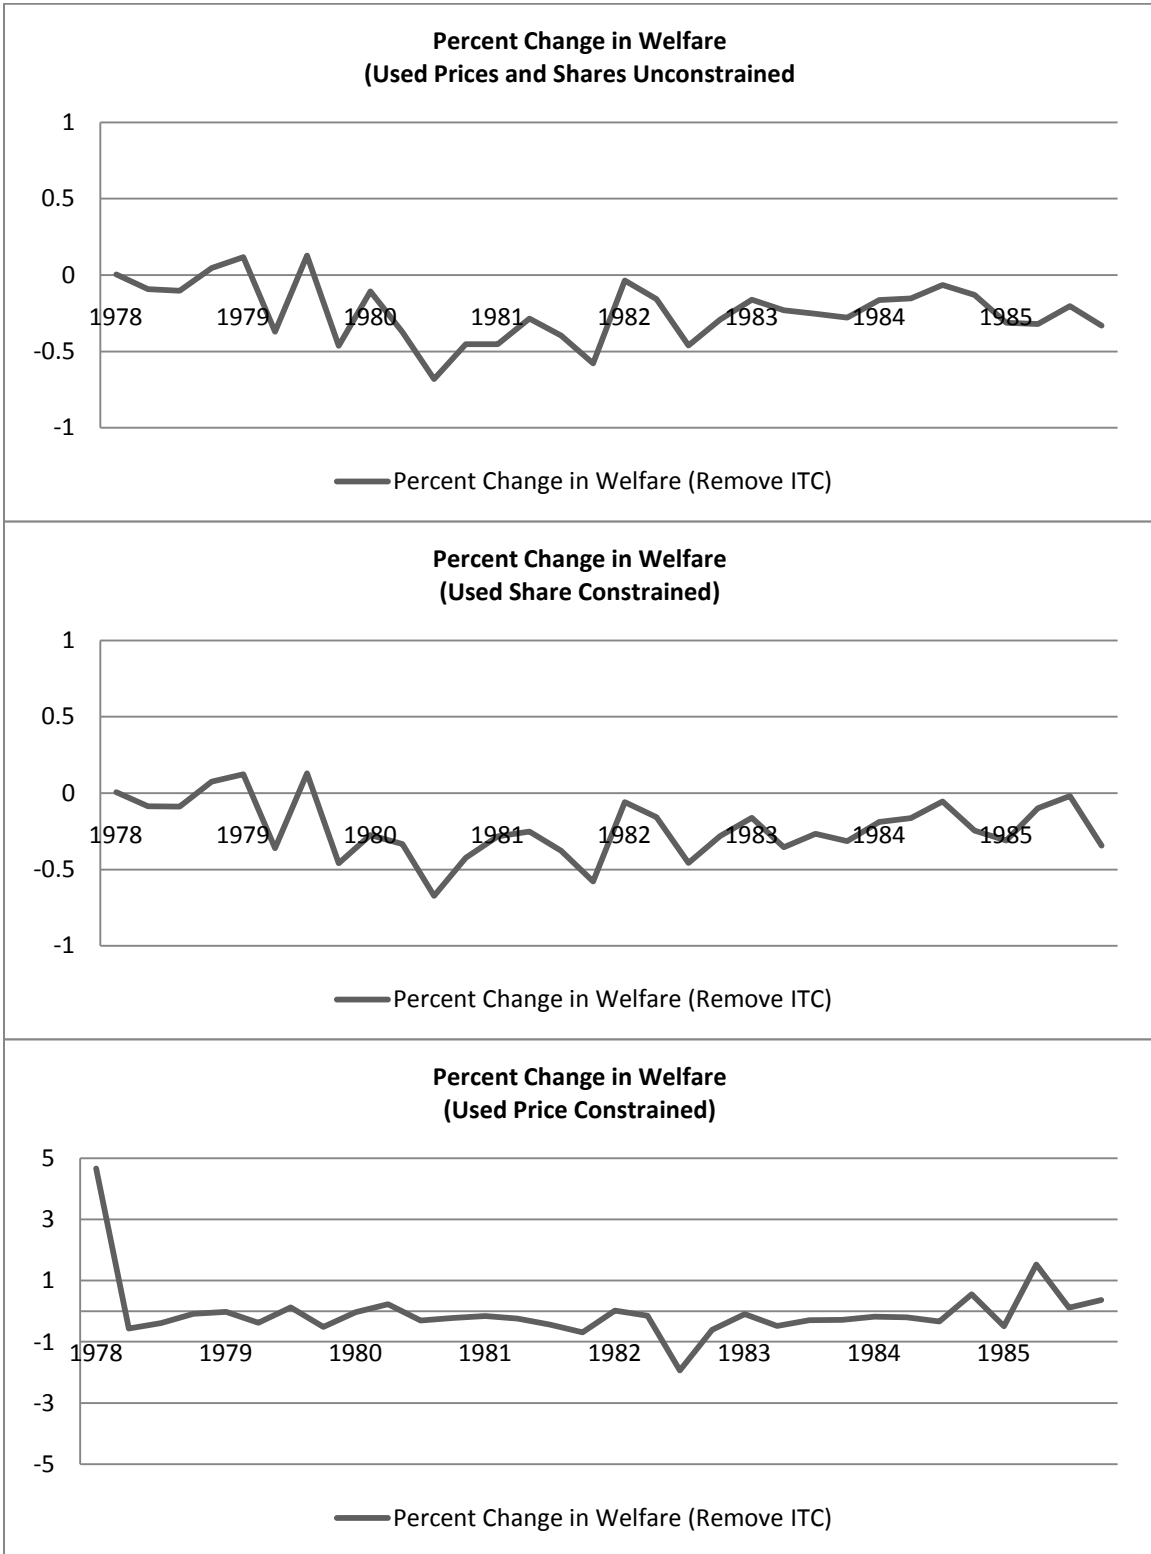 Percent Change in Welfare
(Used Prices and Shares Unconstrained
1
0.5
0
1978 1979 1980 1981 1982 1983 1984 1985
-0.5
-1
Percent Change in Welfare (Remove ITC)
Percent Change in Welfare
(Used Share Constrained)
1
0.5
0
1978 1979 1980 1981 1982 1983 1984 1985
-0.5
-1
Percent Change in Welfare (Remove ITC)
Percent Change in Welfare
(Used Price Constrained)
5
3
1
-1
1978 1979 1980 1981 1982 1983 1984 1985
-3
-5
Percent Change in Welfare (Remove ITC)